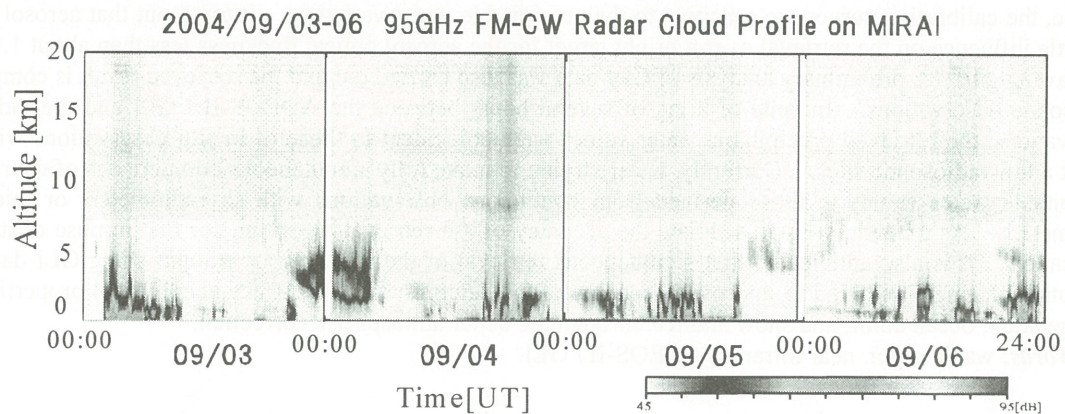 2004/09/03-06 95GHz FM-CW Radar Cloud Profile on MIRAI
20
15
10
5
0
Altitude [km]
00:00 00:00 00:00 00:00 24:00
09/03 09/04 09/05 09/06
Time[UT]
45 95[dB]